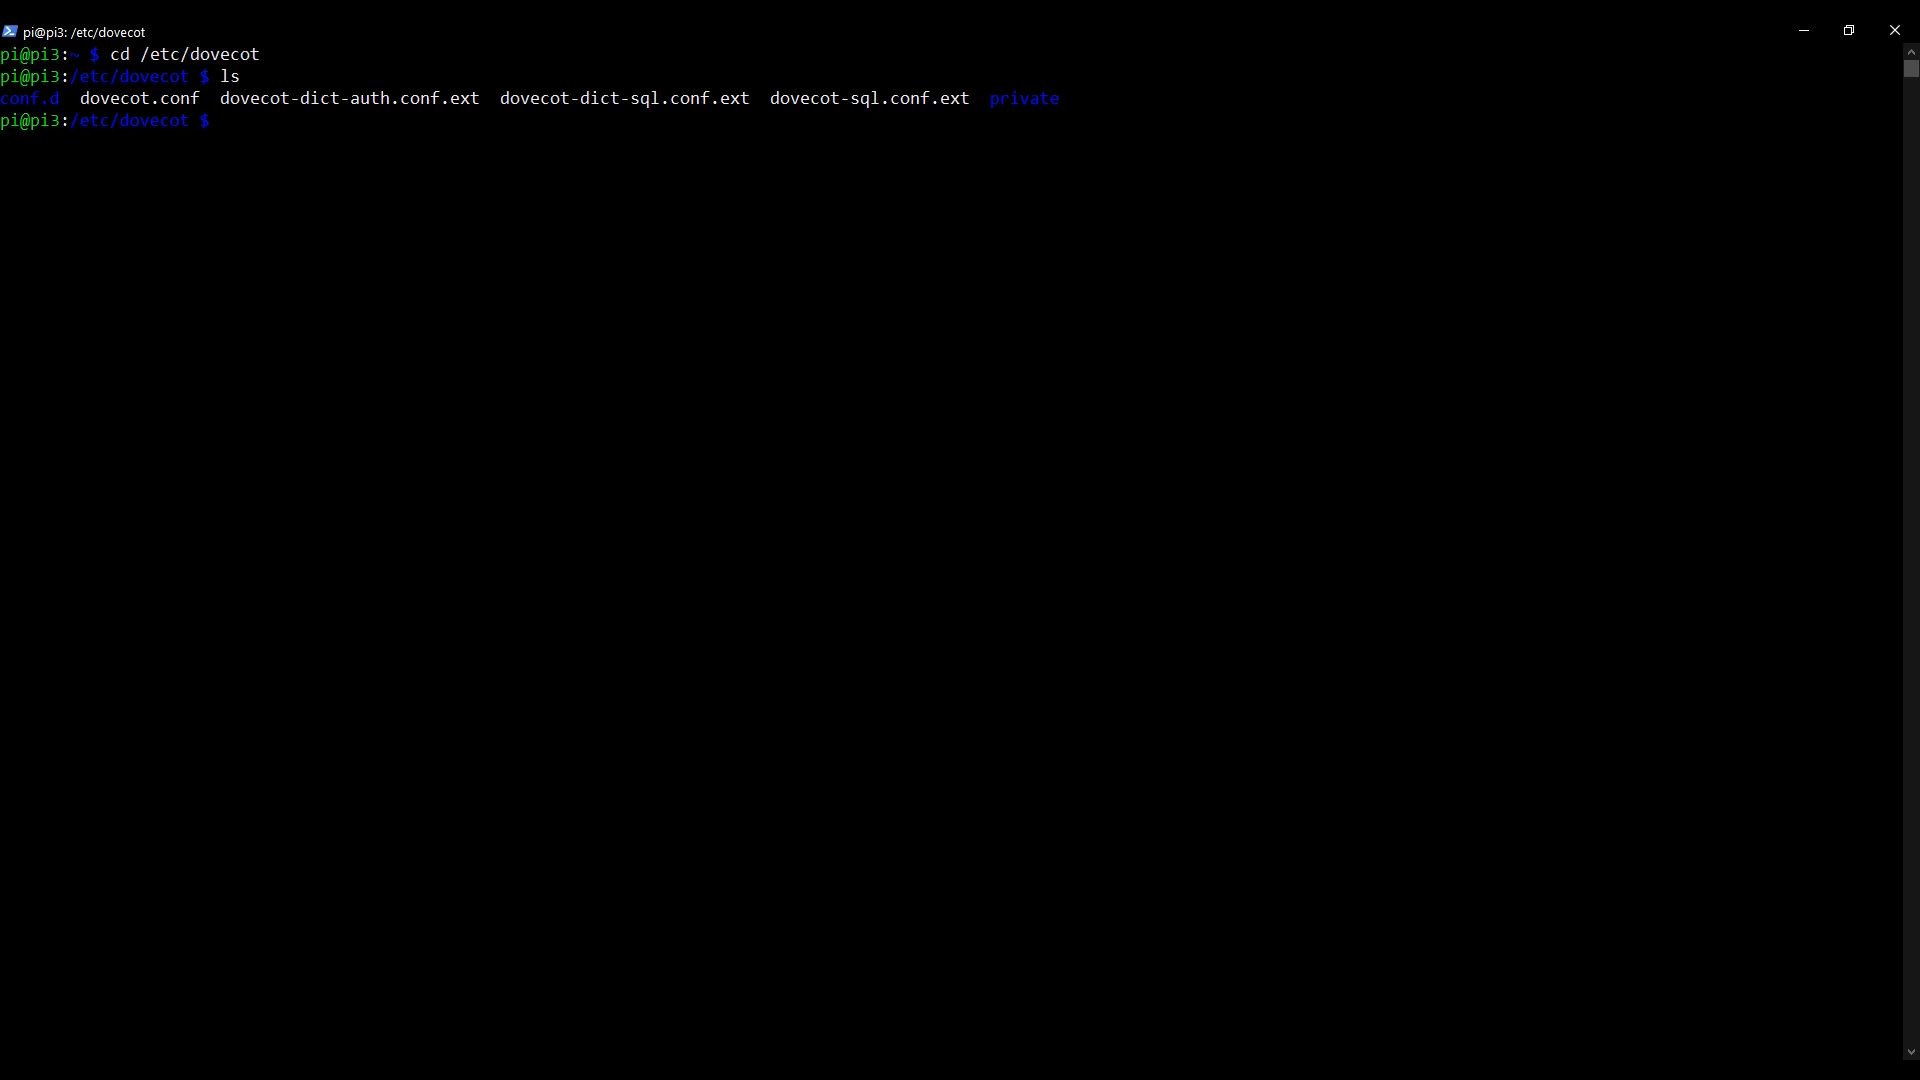 pi@pi3: /etc/dovecot
pi@pi3:~ $ cd /etc/dovecot
pi@pi3:/etc/dovecot $ ls
conf.d  dovecot.conf  dovecot-dict-auth.conf.ext  dovecot-dict-sql.conf.ext  dovecot-sql.conf.ext  private
pi@pi3:/etc/dovecot $